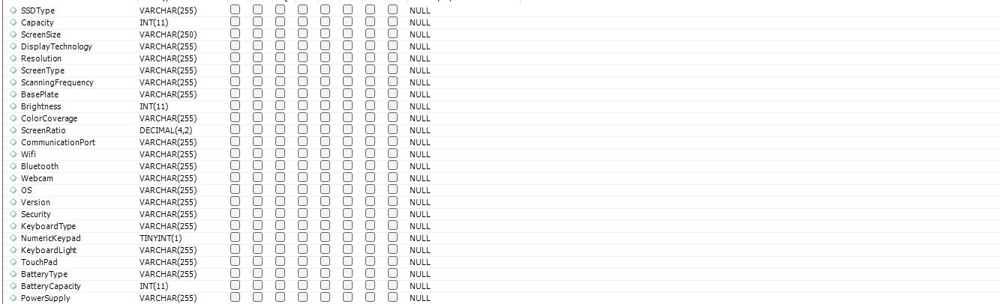 SSDType VARCHAR(255) NULL
Capacity INT(11) NULL
ScreenSize VARCHAR(250) NULL
DisplayTechnology VARCHAR(255) NULL
Resolution VARCHAR(255) NULL
ScreenType VARCHAR(255) NULL
ScanningFrequency VARCHAR(255) NULL
BasePlate VARCHAR(255) NULL
Brightness INT(11) NULL
ColorCoverage VARCHAR(255) NULL
ScreenRatio DECIMAL(4,2) NULL
CommunicationPort VARCHAR(255) NULL
Wifi VARCHAR(255) NULL
Bluetooth VARCHAR(255) NULL
Webcam VARCHAR(255) NULL
OS VARCHAR(255) NULL
Version VARCHAR(255) NULL
Security VARCHAR(255) NULL
KeyboardType VARCHAR(255) NULL
NumericKeypad TINYINT(1) NULL
KeyboardLight VARCHAR(255) NULL
TouchPad VARCHAR(255) NULL
BatteryType VARCHAR(255) NULL
BatteryCapacity INT(11) NULL
PowerSupply VARCHAR(255) NULL